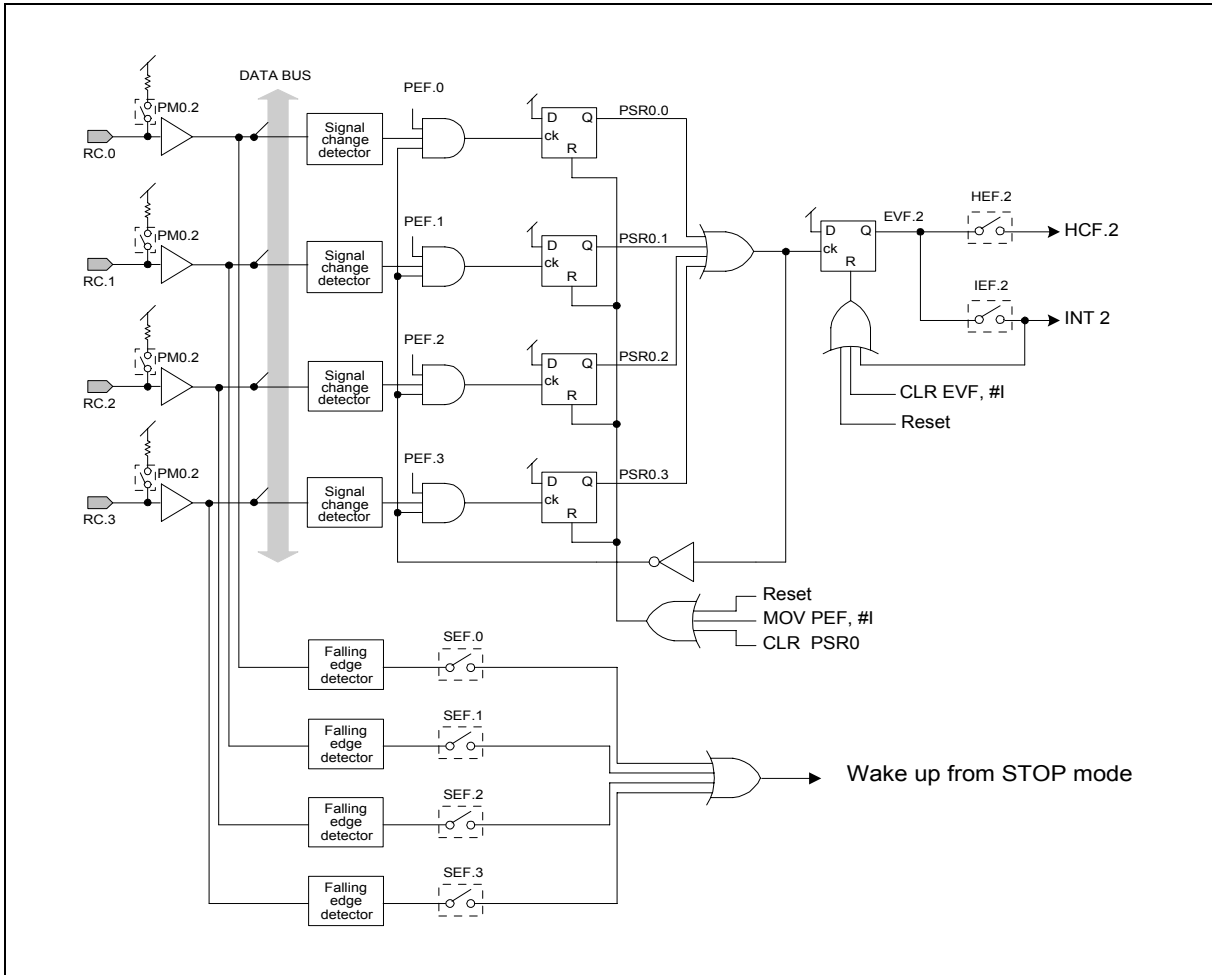 DATA BUS
PM0.2
RC.0
Signal
change
detector
PEF.0
D
Q
ck
R
PSR0.0
PM0.2
RC.1
Signal
change
detector
PEF.1
D
Q
ck
R
PSR0.1
PM0.2
RC.2
Signal
change
detector
PEF.2
D
Q
ck
R
PSR0.2
PM0.2
RC.3
Signal
change
detector
PEF.3
D
Q
ck
R
PSR0.3
D
Q
ck
R
EVF.2
HEF.2
HCF.2
IEF.2
INT 2
CLR EVF, #I
Reset
Reset
MOV PEF, #I
CLR PSR0
Falling
edge
detector
SEF.0
Falling
edge
detector
SEF.1
Falling
edge
detector
SEF.2
Falling
edge
detector
SEF.3
Wake up from STOP mode